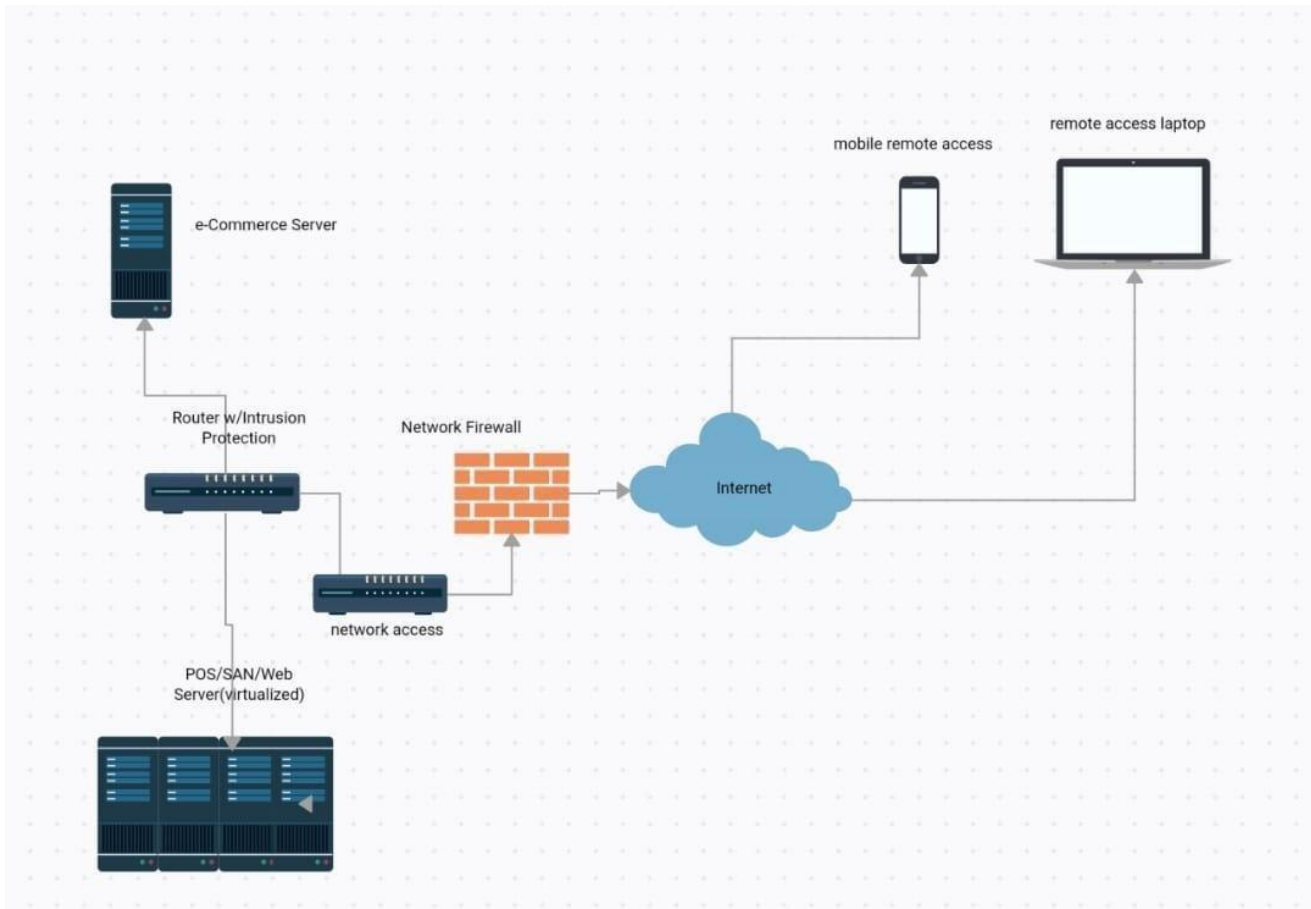 remote access laptop
mobile remote access
e-Commerce Server
Router w/Intrusion
Protection
Network Firewall
Internet
network access
POS/SAN/Web
Server(virtualized)